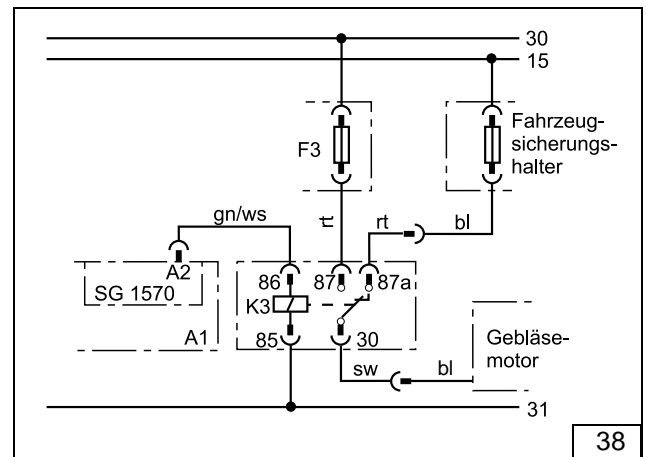 30
15
Fahrzeug-
sicherungs-
halter
F3
gn/ws
rt
rt
bl
A2
SG 1570
A1
86
87
87a
K3
85
30
Gebläse-
motor
sw
bl
31
38